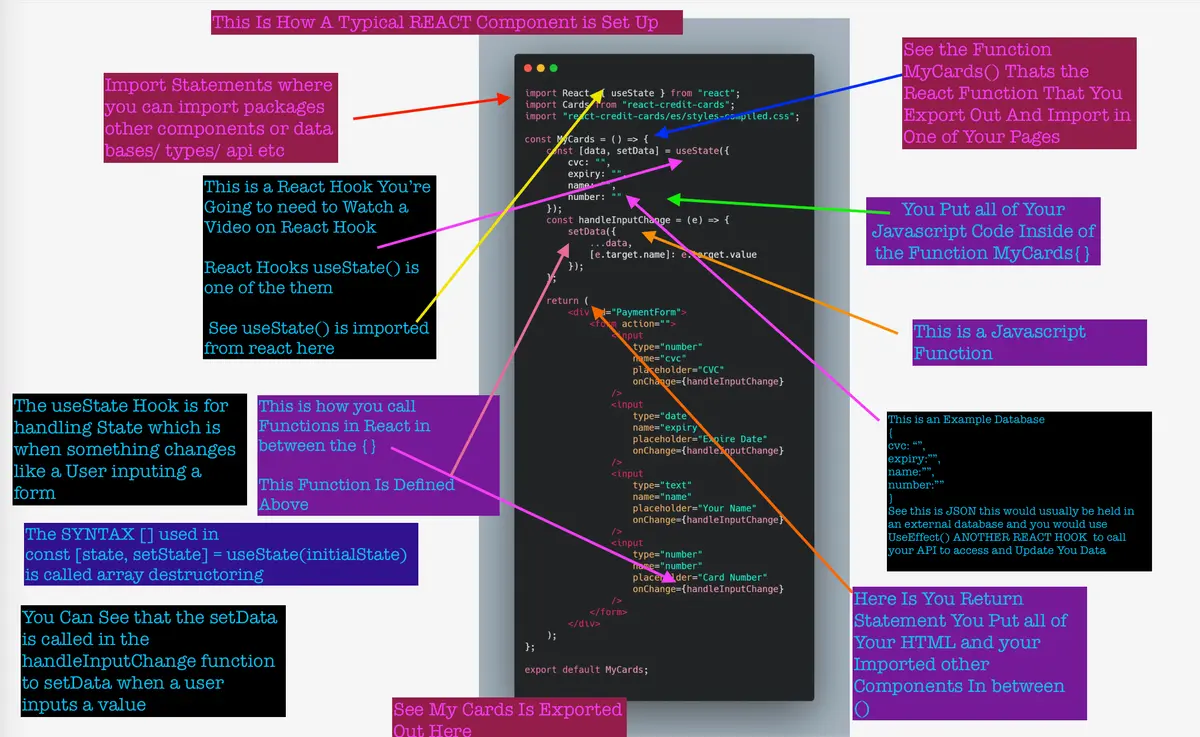 This Is How A Typical REACT Component is Set Up
Import Statements where
you can import packages
other components or data
bases/ types/ api etc
This is a React Hook You're
Going to need to Watch a
Video on React Hook
React Hooks useState() is
one of the them
See useState() is imported
from react here
The useState Hook is for
handling State which is
when something changes
like a User inputing a
form
This is how you call
Functions in React in
between the {}
This Function Is Defined
Above
The SYNTAX [] used in
const [state, setState] = useState(initialState)
is called array destructoring
You Can See that the setData
is called in the
handleInputChange function
to setData when a user
inputs a value
import React, { useState } from "react";
import Cards from "react-credit-cards";
import "react-credit-cards/es/styles-compiled.css";
const MyCards = () => {
const [data, setData] = useState({
cvc: "",
expiry: "",
name: "",
number: ""
});
const handleInputChange = (e) => {
setData({
...data,
[e.target.name]: e.target.value
});
};
return (
<div id="PaymentForm">
<form action="">
<input
type="number"
name="cvc"
placeholder="CVC"
onChange={handleInputChange}
/>
<input
type="date"
name="expiry"
placeholder="Expire Date"
onChange={handleInputChange}
/>
<input
type="text"
name="name"
placeholder="Your Name"
onChange={handleInputChange}
/>
<input
type="number"
name="number"
placeholder="Card Number"
onChange={handleInputChange}
/>
</form>
</div>
);
};
export default MyCards;
See My Cards Is Exported
Out Here
See the Function
MyCards() Thats the
React Function That You
Export Out And Import in
One of Your Pages
You Put all of Your
Javascript Code Inside of
the Function MyCards{}
This is a Javascript
Function
This is an Example Database
{
cvc: "",
expiry:"",
name:"",
number:""
}
See this is JSON this would usually be held in
an external database and you would use
UseEffect() ANOTHER REACT HOOK to call
your API to access and Update You Data
Here Is You Return
Statement You Put all of
Your HTML and your
Imported other
Components In between
()